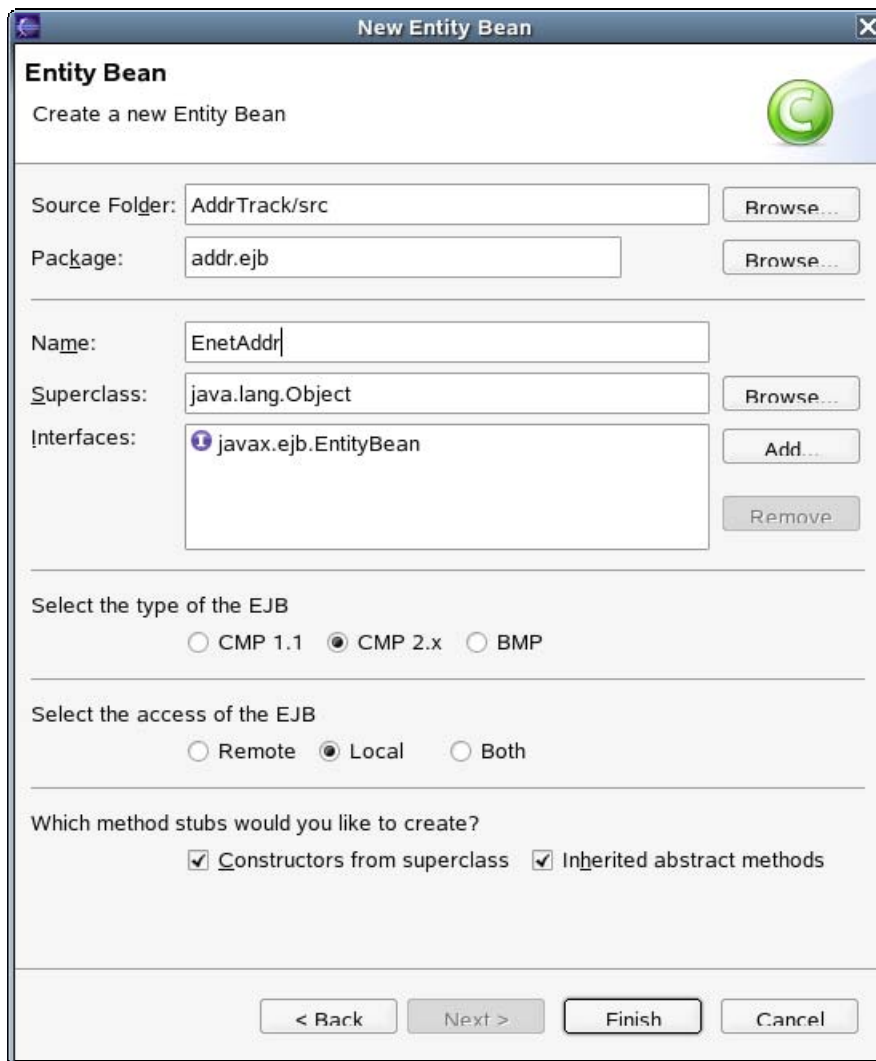 New Entity Bean
Entity Bean
Create a new Entity Bean
C
Source Folder: AddrTrack/src Browse...
Package: addr.ejb Browse...
Name: EnetAddr
Superclass: java.lang.Object Browse...
Interfaces: I javax.ejb.EntityBean Add...
Remove
Select the type of the EJB
CMP 1.1 CMP 2.x BMP
Select the access of the EJB
Remote Local Both
Which method stubs would you like to create?
Constructors from superclass Inherited abstract methods
< Back Next > Finish Cancel